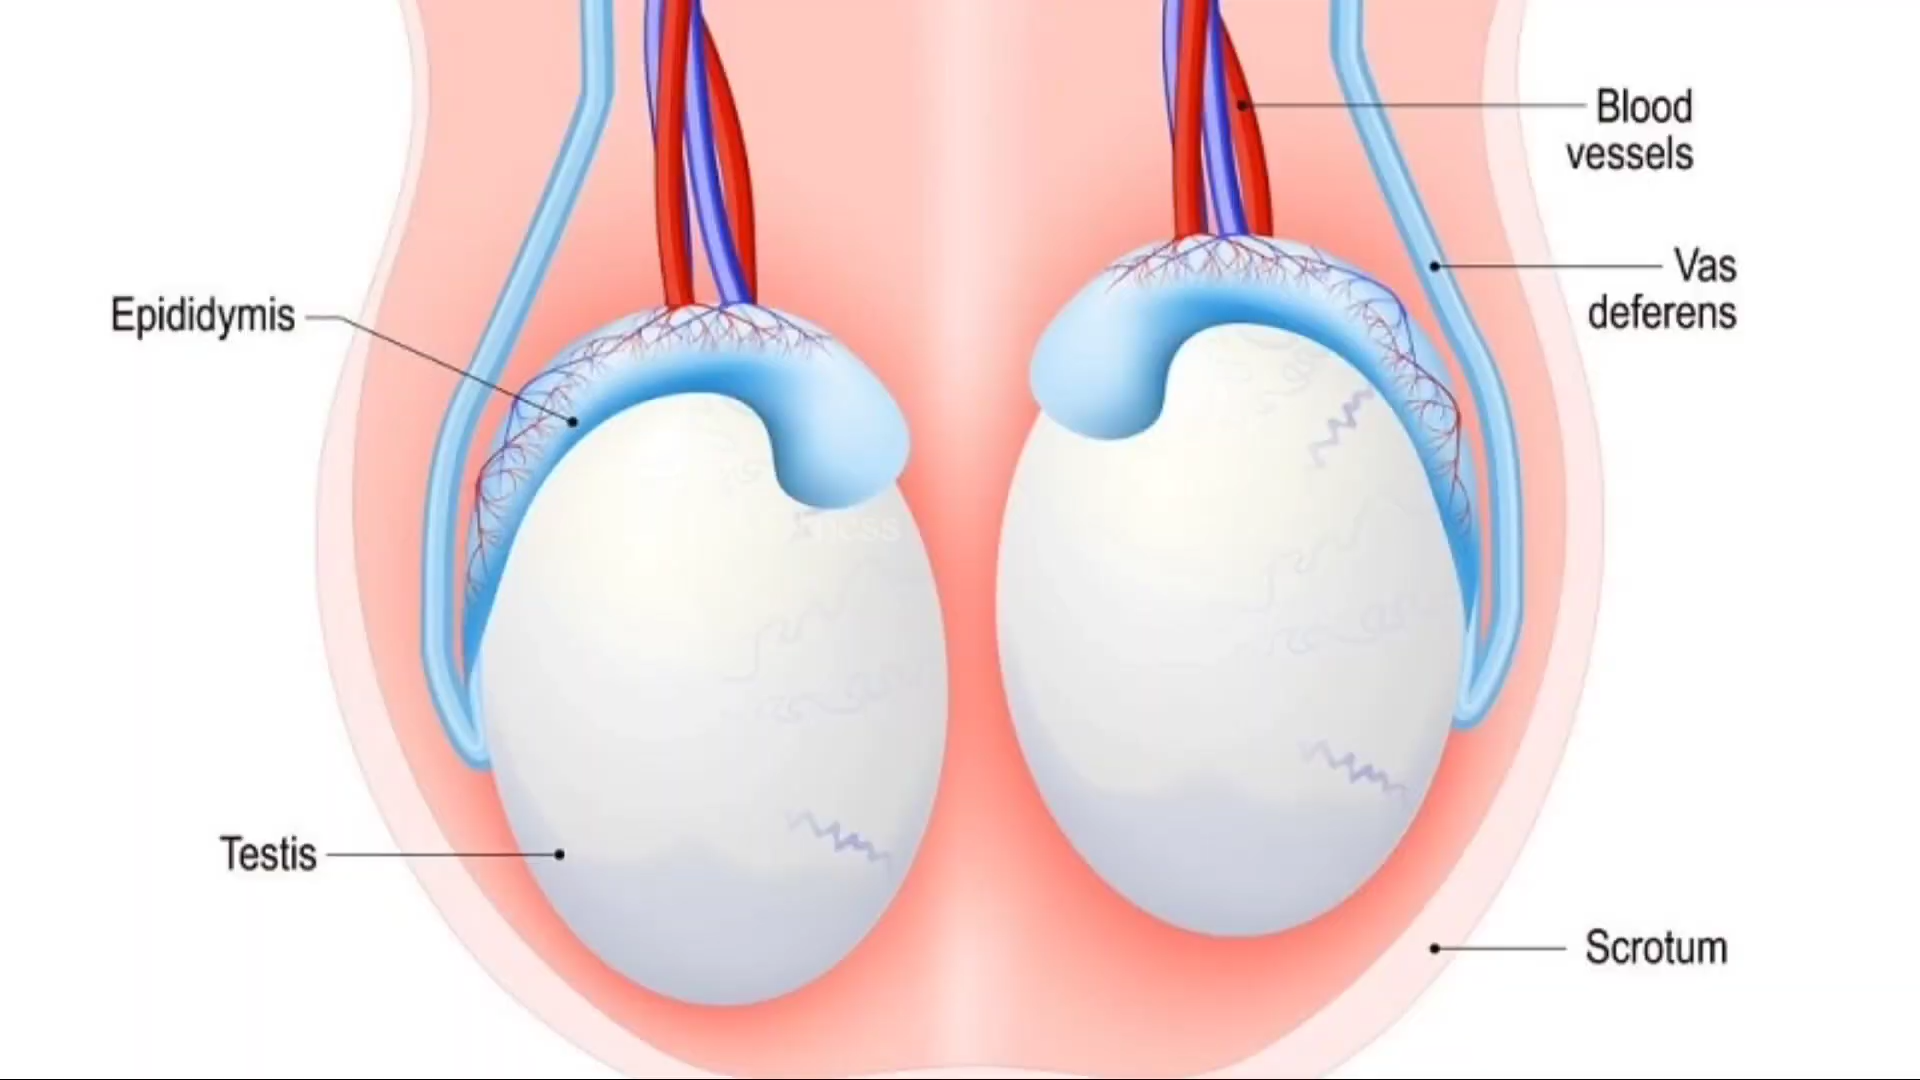 Blood
vessels
Vas
deferens
Epididymis
Testis
Scrotum